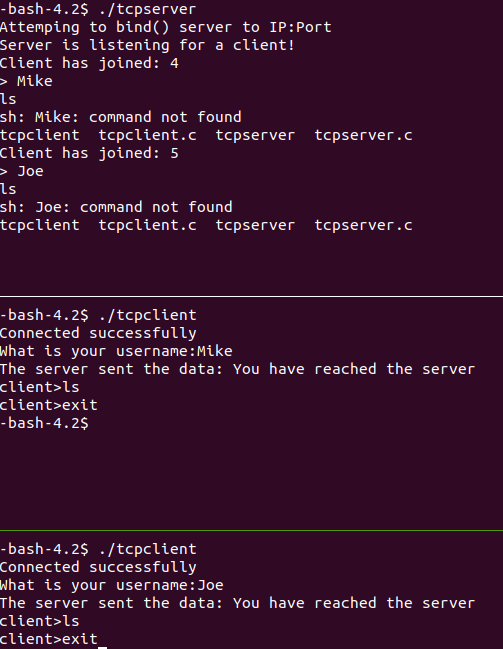 -bash-4.2$ ./tcpserver
Attemping to bind() server to IP:Port
Server is listening for a client!
Client has joined: 4
> Mike
ls
sh: Mike: command not found
tcpclient  tcpclient.c  tcpserver  tcpserver.c
Client has joined: 5
> Joe
ls
sh: Joe: command not found
tcpclient  tcpclient.c  tcpserver  tcpserver.c
-bash-4.2$ ./tcpclient
Connected successfully
What is your username:Mike
The server sent the data: You have reached the server
client>ls
client>exit
-bash-4.2$
-bash-4.2$ ./tcpclient
Connected successfully
What is your username:Joe
The server sent the data: You have reached the server
client>ls
client>exit